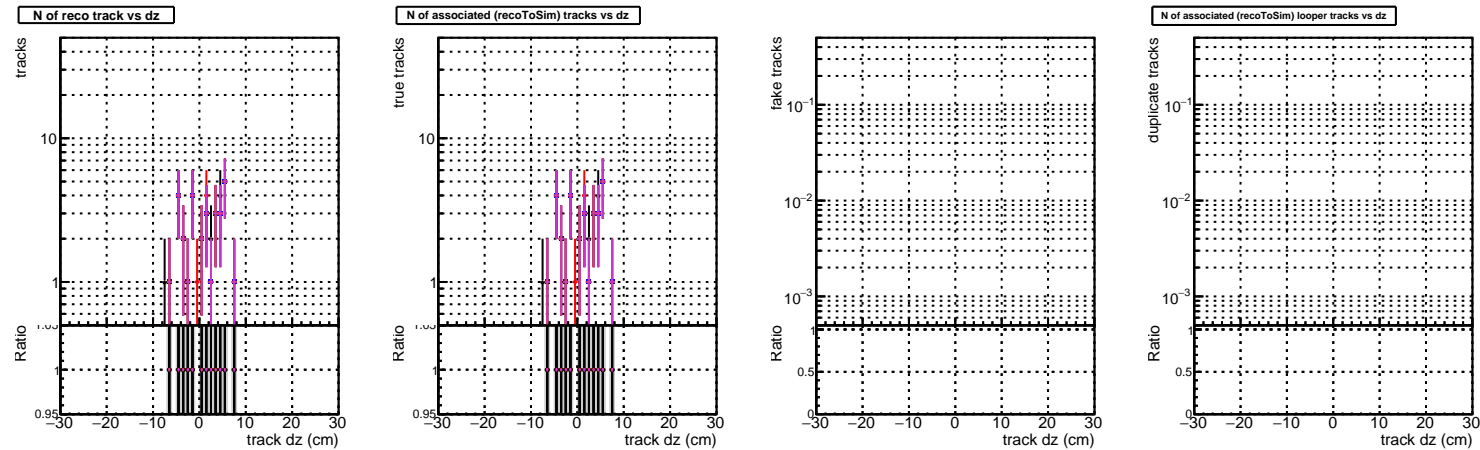 N of reco track vs dz
tracks
10
1
Ratio
1
0.95
−30 −20 −10 0 10 20 30
track dz (cm)
N of associated (recoToSim) tracks vs dz
true tracks
10
1
Ratio
1
0.95
−30 −20 −10 0 10 20 30
track dz (cm)
fake tracks
10−1
10−2
10−3
Ratio
1
0.5
0
−30 −20 −10 0 10 20 30
track dz (cm)
N of associated (recoToSim) looper tracks vs dz
duplicate tracks
10−1
10−2
10−3
Ratio
1
0.5
0
−30 −20 −10 0 10 20 30
track dz (cm)